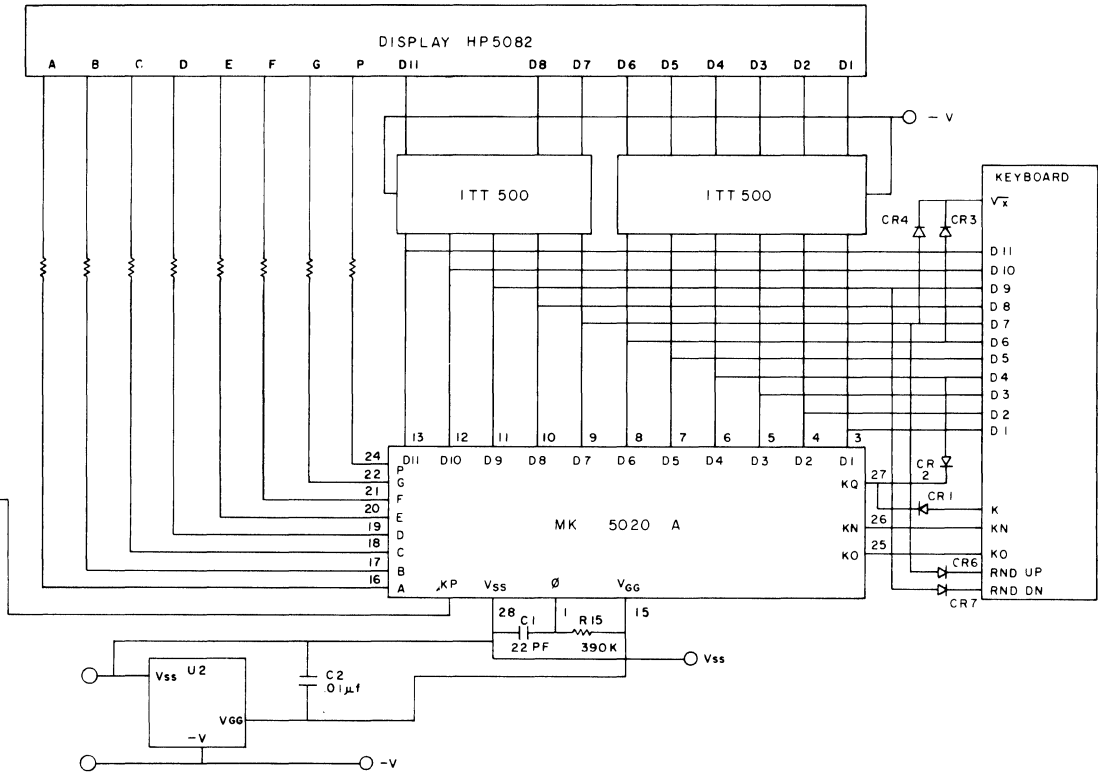 DISPLAY HP5082
A B C D E F G P D11 D8 D7 D6 D5 D4 D3 D2 D1
- V
ITT 500 ITT 500
KEYBOARD
√x
CR4 CR3
D11
D10
D9
D8
D7
D6
D5
D4
D3
D2
D1
13 12 11 10 9 8 7 6 5 4 3
D11 D10 D9 D8 D7 D6 D5 D4 D3 D2 D1
24 P
22 G
21 F
20 E
19 D
18 C
17 B
16 A
MK 5020 A
KQ 27
KN 26
KO 25
CR 2
CR1
K
KN
KO
CR6
RND UP
RND DN
CR7
KP VSS Ø VGG
28 1 15
C1 R15
22 PF 390K
Vss
U2
Vss
VGG
-V
C2
.01µf
-V